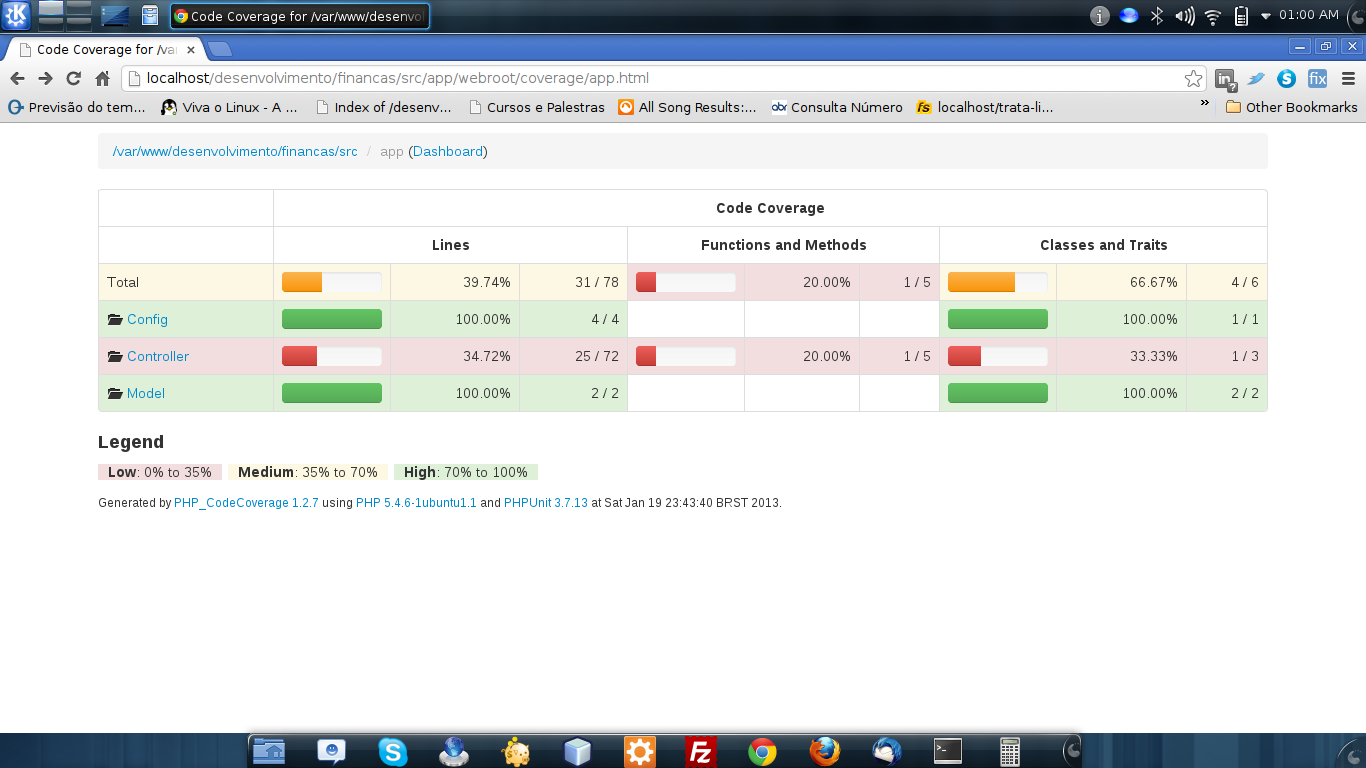 Code Coverage for /var/www/desenvol
01:00 AM
Code Coverage for /va
localhost/desenvolvimento/financas/src/app/webroot/coverage/app.html
in
?
S
fix
Previsão do tem...
Viva o Linux - A ...
Index of /desenv...
Cursos e Palestras
All Song Results:...
Consulta Número
fs localhost/trata-li...
»
Other Bookmarks
/var/www/desenvolvimento/financas/src / app (Dashboard)
Code Coverage
Lines Functions and Methods Classes and Traits
Total 39.74% 31 / 78 20.00% 1 / 5 66.67% 4 / 6
Config 100.00% 4 / 4 100.00% 1 / 1
Controller 34.72% 25 / 72 20.00% 1 / 5 33.33% 1 / 3
Model 100.00% 2 / 2 100.00% 2 / 2
Legend
Low: 0% to 35% Medium: 35% to 70% High: 70% to 100%
Generated by PHP_CodeCoverage 1.2.7 using PHP 5.4.6-1ubuntu1.1 and PHPUnit 3.7.13 at Sat Jan 19 23:43:40 BRST 2013.
S
Fz